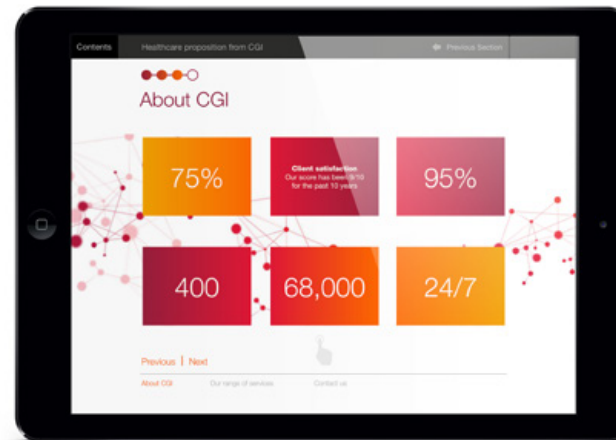 Contents
Healthcare proposition from CGI
Previous Section
About CGI
75%
Client satisfaction
Our score has been 9/10
for the past 10 years
95%
400
68,000
24/7
Previous | Next
About CGI
Our range of services
Contact us